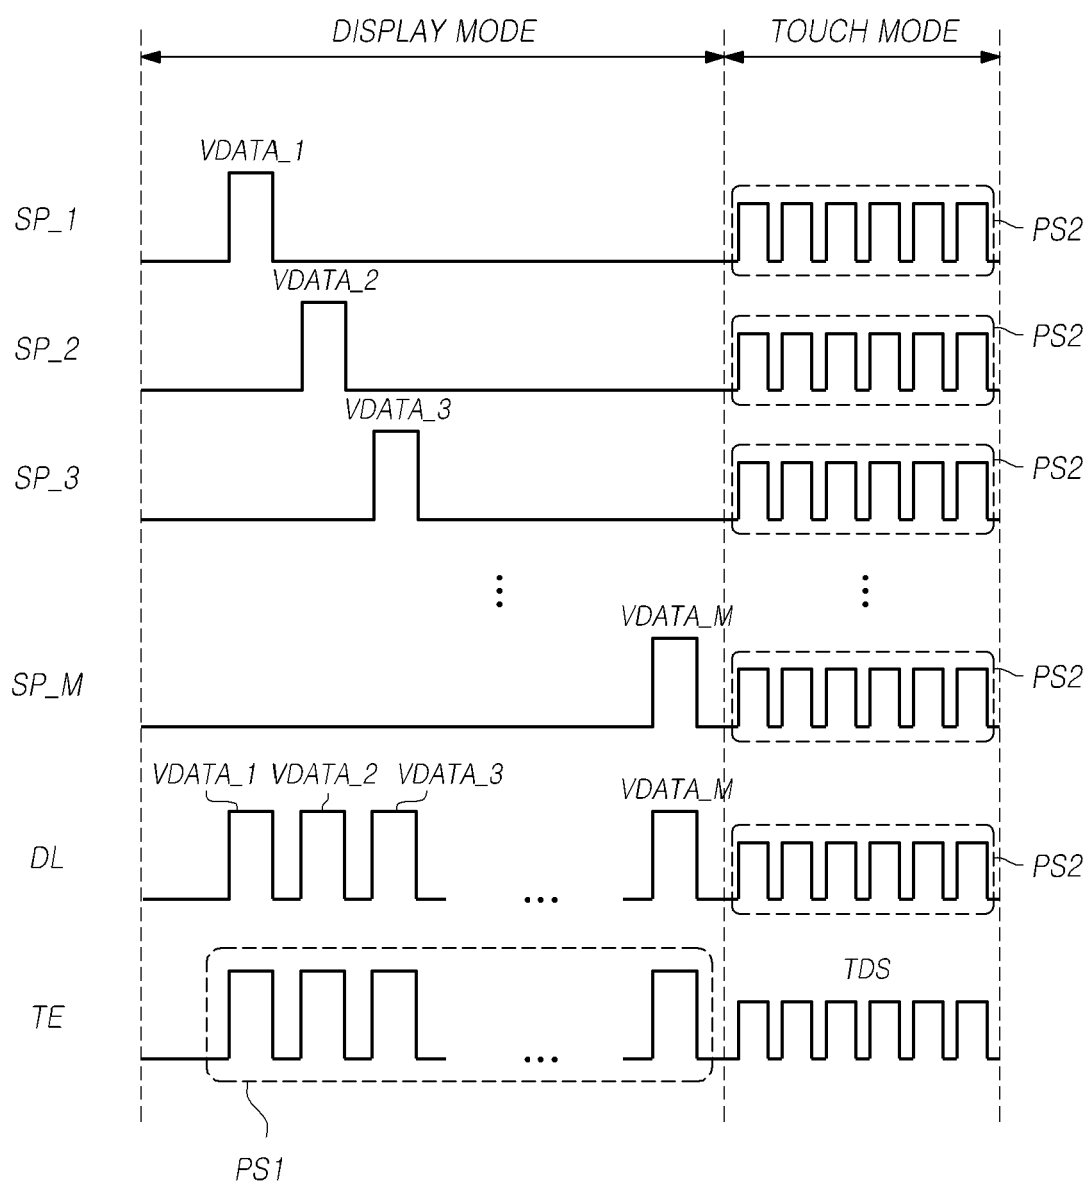 DISPLAY MODE TOUCH MODE
VDATA_1
SP_1 PS2
VDATA_2
SP_2 PS2
VDATA_3
SP_3 PS2
VDATA_M
SP_M PS2
VDATA_1 VDATA_2 VDATA_3 VDATA_M
DL PS2
TDS
TE
PS1